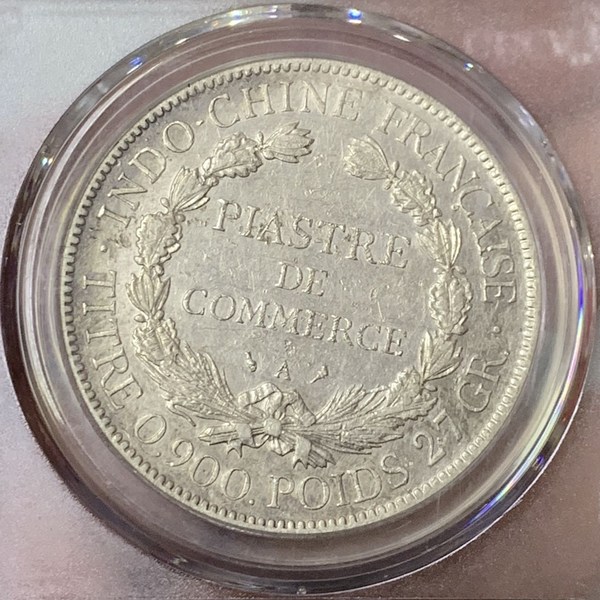 INDO-CHINE FRANÇAISE
PIASTRE
DE
COMMERCE
A
TITRE 0,900. POIDS 27 GR.